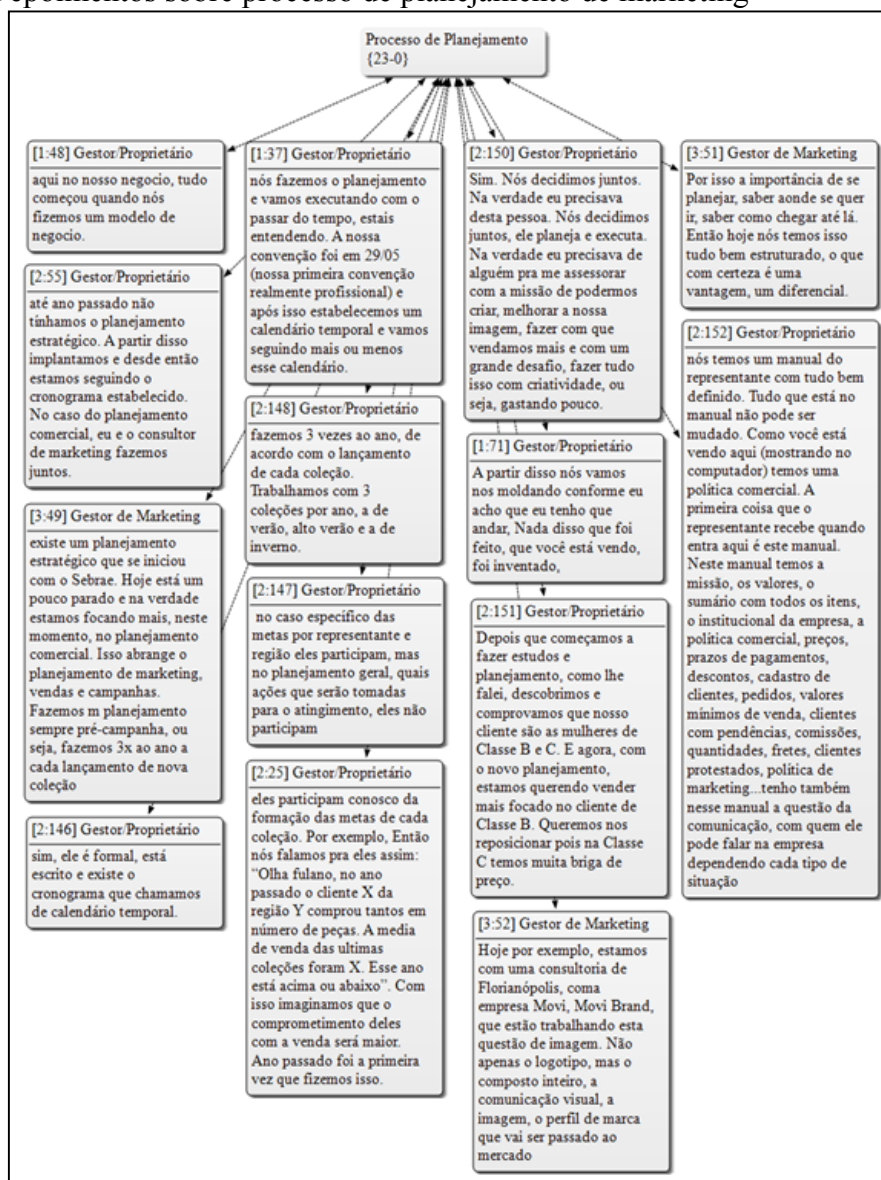 Depoimentos sobre processo de planejamento de marketing
Processo de Planejamento
{23-0}
[1:48] Gestor/Proprietário
aqui no nosso negocio, tudo
começou quando nós
fizemos um modelo de
negocio.
[2:55] Gestor/Proprietário
até ano passado não
tínhamos o planejamento
estratégico. A partir disso
implantamos e desde então
estamos seguindo o
cronograma estabelecido.
No caso do planejamento
comercial, eu e o consultor
de marketing fazemos
juntos.
[3:49] Gestor de Marketing
existe um planejamento
estratégico que se iniciou
com o Sebrae. Hoje está um
pouco parado e na verdade
estamos focando mais, neste
momento, no planejamento
comercial. Isso abrange o
planejamento de marketing,
vendas e campanhas.
Fazemos m planejamento
sempre pré-campanha, ou
seja, fazemos 3x ao ano a
cada lançamento de nova
coleção
[2:146] Gestor/Proprietário
sim, ele é formal, está
escrito e existe o
cronograma que chamamos
de calendário temporal.
[1:37] Gestor/Proprietário
nós fazemos o planejamento
e vamos executando com o
passar do tempo, estais
entendendo. A nossa
convenção foi em 29/05
(nossa primeira convenção
realmente profissional) e
após isso estabelecemos um
calendário temporal e vamos
seguindo mais ou menos
esse calendário.
[2:148] Gestor/Proprietário
fazemos 3 vezes ao ano, de
acordo com o lançamento
de cada coleção.
Trabalhamos com 3
coleções por ano, a de
verão, alto verão e a de
inverno.
[2:147] Gestor/Proprietário
no caso específico das
metas por representante e
região eles participam, mas
no planejamento geral, quais
ações que serão tomadas
para o atingimento, eles não
participam
[2:25] Gestor/Proprietário
eles participam conosco da
formação das metas de cada
coleção. Por exemplo, Então
nós falamos pra eles assim:
"Olha fulano, no ano
passado o cliente X da
região Y comprou tantos em
número de peças. A media
de venda das ultimas
coleções foram X. Esse ano
está acima ou abaixo". Com
isso imaginamos que o
comprometimento deles
com a venda será maior.
Ano passado foi a primeira
vez que fizemos isso.
[2:150] Gestor/Proprietário
Sim. Nós decidimos juntos.
Na verdade eu precisava
desta pessoa. Nós decidimos
juntos, ele planeja e executa.
Na verdade eu precisava de
alguém pra me assessorar
com a missão de podermos
criar, melhorar a nossa
imagem, fazer com que
vendamos mais e com um
grande desafio, fazer tudo
isso com criatividade, ou
seja, gastando pouco.
[1:71] Gestor/Proprietário
A partir disso nós vamos
nos moldando conforme eu
acho que eu tenho que
andar, Nada disso que foi
feito, que você está vendo,
foi inventado,
[2:151] Gestor/Proprietário
Depois que começamos a
fazer estudos e
planejamento, como lhe
falei, descobrimos e
comprovamos que nosso
cliente são as mulheres de
Classe B e C. E agora, com
o novo planejamento,
estamos querendo vender
mais focado no cliente de
Classe B. Queremos nos
reposicionar pois na Classe
C temos muita briga de
preço.
[3:52] Gestor de Marketing
Hoje por exemplo, estamos
com uma consultoria de
Florianópolis, coma
empresa Movi, Movi Brand,
que estão trabalhando esta
questão de imagem. Não
apenas o logotipo, mas o
composto inteiro, a
comunicação visual, a
imagem, o perfil de marca
que vai ser passado ao
mercado
[3:51] Gestor de Marketing
Por isso a importância de se
planejar, saber aonde se quer
ir, saber como chegar até lá.
Então hoje nós temos isso
tudo bem estruturado, o que
com certeza é uma
vantagem, um diferencial.
[2:152] Gestor/Proprietário
nós temos um manual do
representante com tudo bem
definido. Tudo que está no
manual não pode ser
mudado. Como você está
vendo aqui (mostrando no
computador) temos uma
política comercial. A
primeira coisa que o
representante recebe quando
entra aqui é este manual.
Neste manual temos a
missão, os valores, o
sumário com todos os itens,
o institucional da empresa, a
política comercial, preços,
prazos de pagamentos,
descontos, cadastro de
clientes, pedidos, valores
mínimos de venda, clientes
com pendências, comissões,
quantidades, fretes, clientes
protestados, política de
marketing...tenho também
nesse manual a questão da
comunicação, com quem ele
pode falar na empresa
dependendo cada tipo de
situação